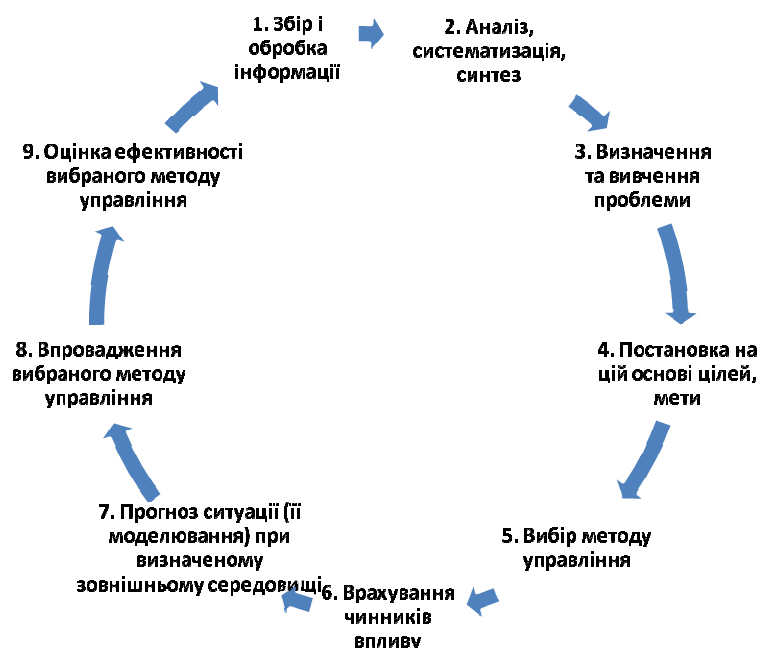 1. Збір і
обробка
інформації
2. Аналіз,
систематизація,
синтез
3. Визначення
та вивчення
проблеми
4. Постановка на
цій основі цілей,
мети
5. Вибір методу
управління
6. Врахування
чинників
впливу
7. Прогноз ситуації (її
моделювання) при
визначеному
зовнішньому середовищі
8. Впровадження
вибраного методу
управління
9. Оцінка ефективності
вибраного методу
управління